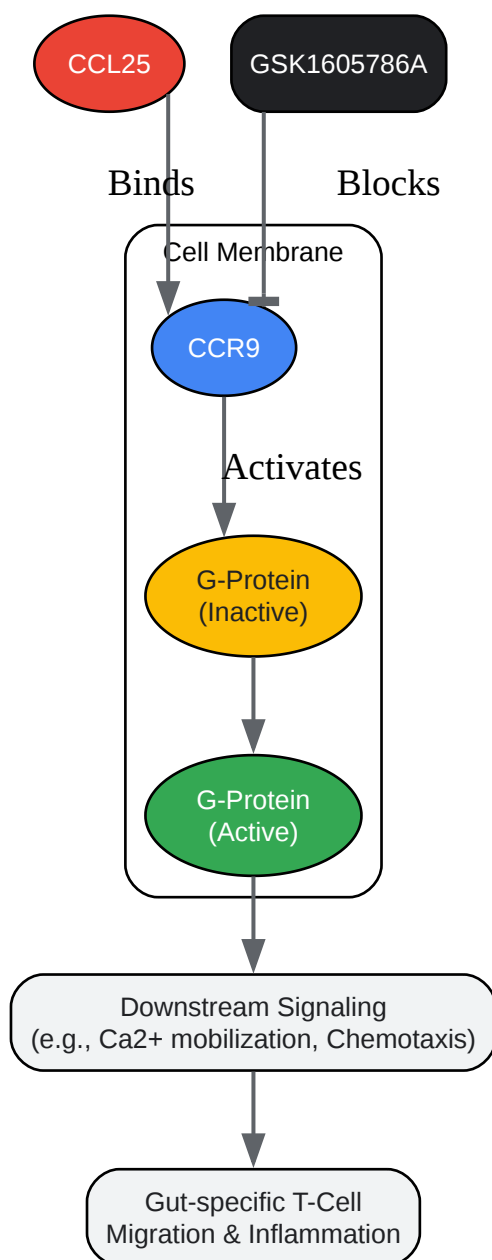 CCL25
GSK1605786A
Binds
Blocks
Cell Membrane
CCR9
Activates
G-Protein
(Inactive)
G-Protein
(Active)
Downstream Signaling
(e.g., Ca2+ mobilization, Chemotaxis)
Gut-specific T-Cell
Migration & Inflammation